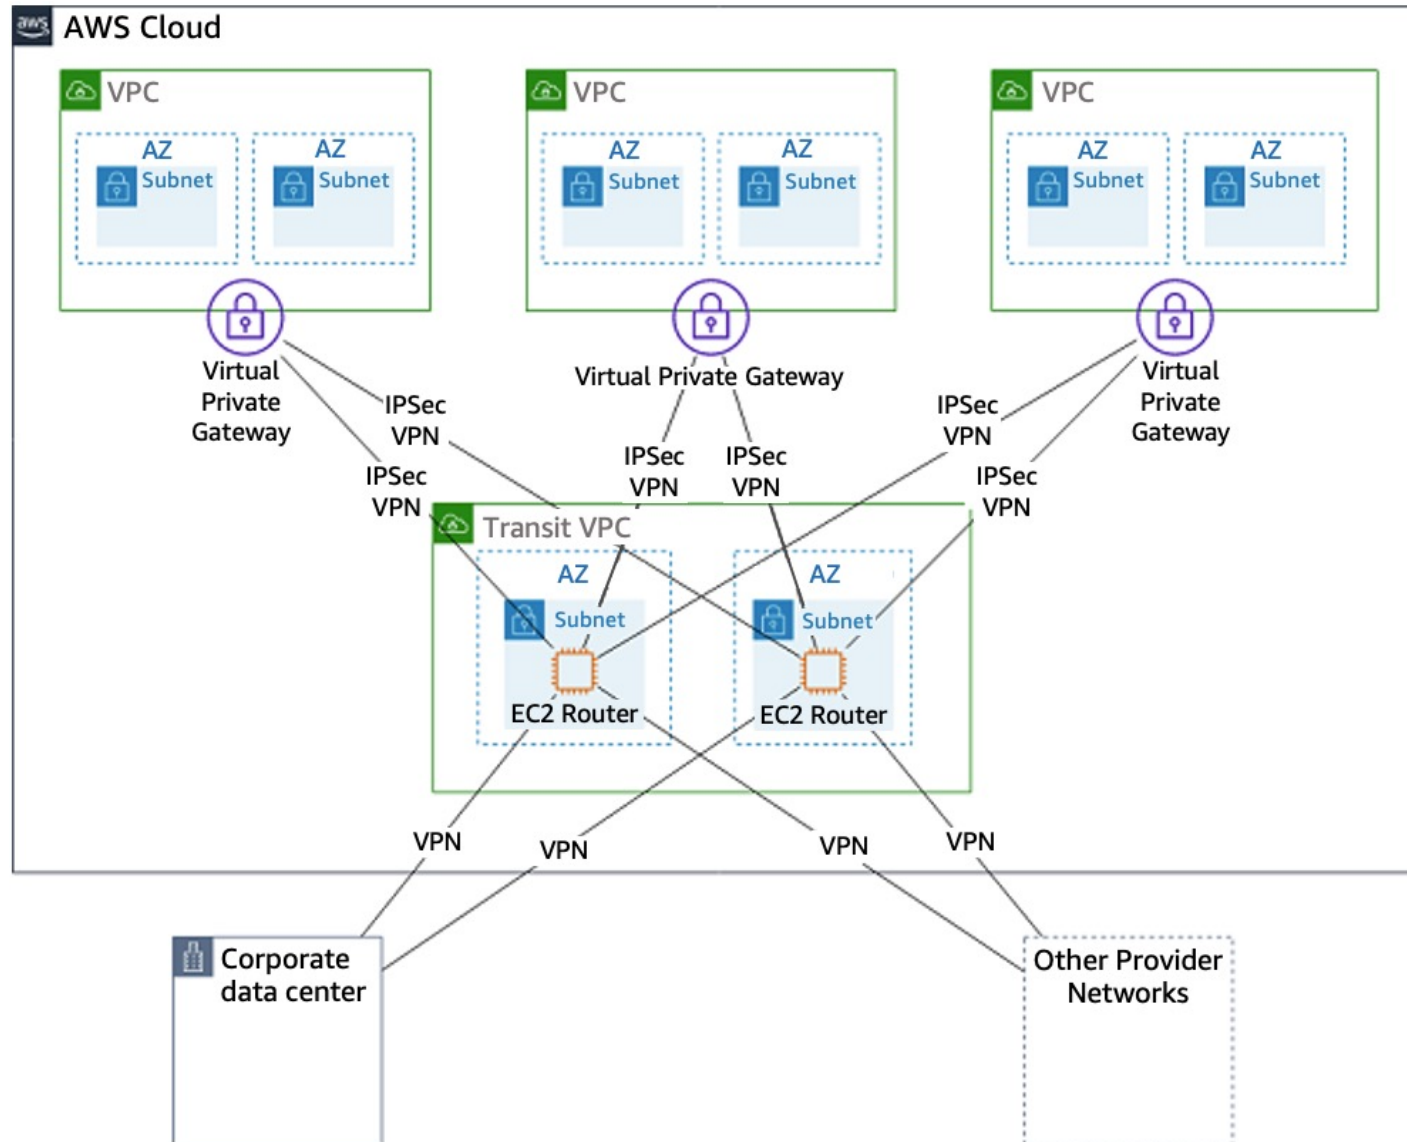 aws
AWS Cloud
VPC
VPC
VPC
AZ
AZ
AZ
AZ
AZ
AZ
Subnet
Subnet
Subnet
Subnet
Subnet
Subnet
Virtual
Private
Gateway
Virtual Private Gateway
Virtual
Private
Gateway
IPSec
VPN
IPSec
VPN
IPSec
VPN
IPSec
VPN
IPSec
VPN
IPSec
VPN
Transit VPC
AZ
AZ
Subnet
Subnet
EC2 Router
EC2 Router
VPN
VPN
VPN
VPN
Corporate
data center
Other Provider
Networks